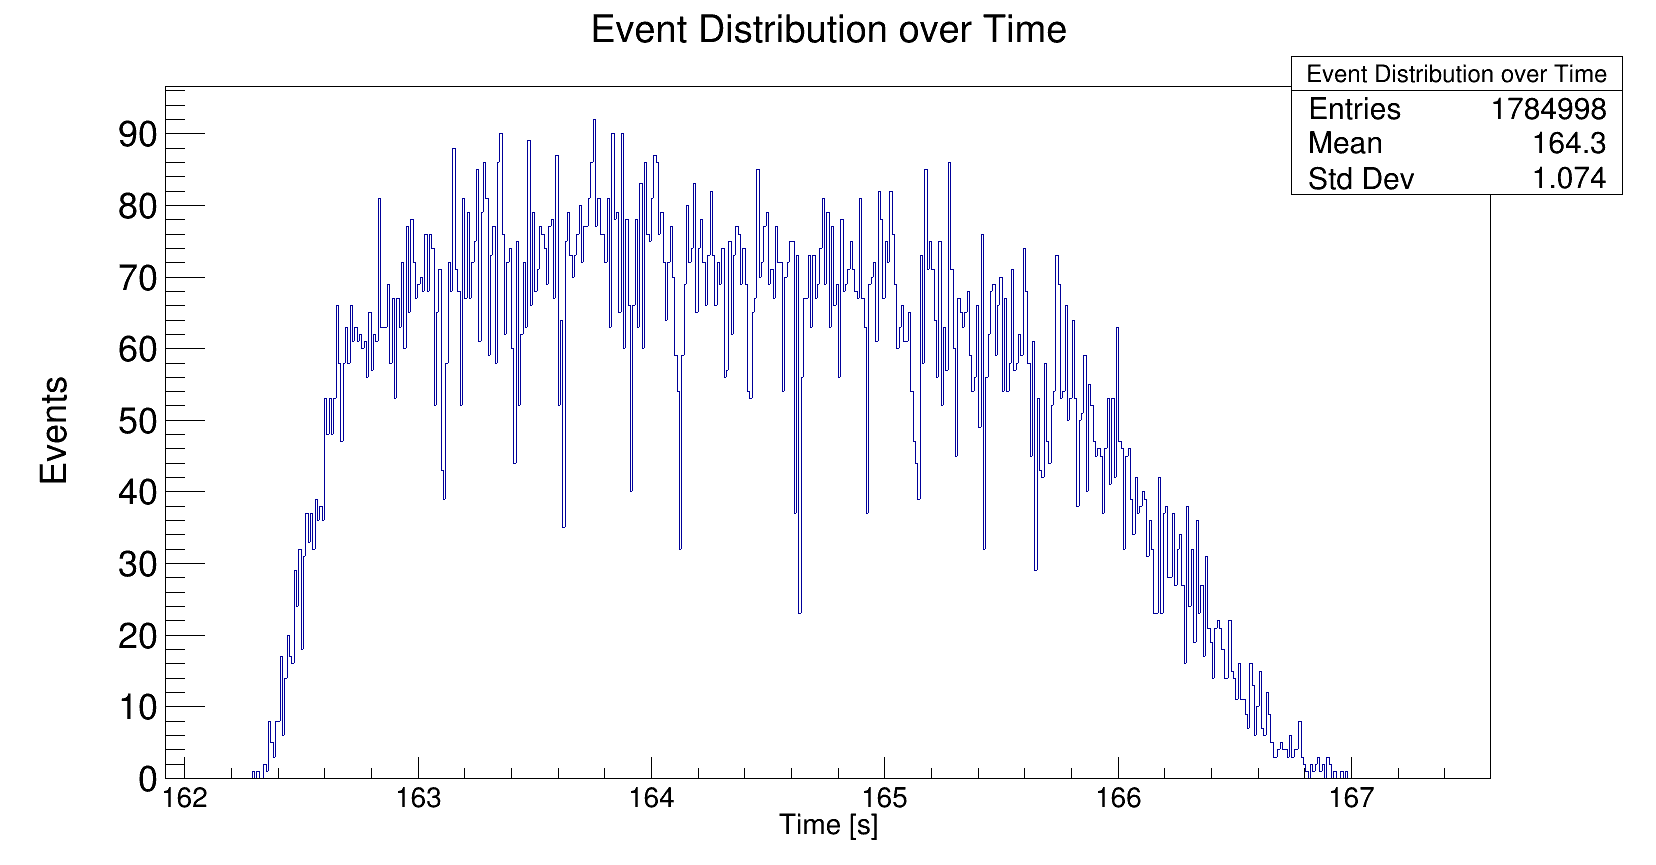 Event Distribution over Time
Event Distribution over Time
Entries 1784998
Mean 164.3
Std Dev 1.074
90
80
70
60
50
40
30
20
10
0
Events
162 163 164 165 166 167
Time [s]